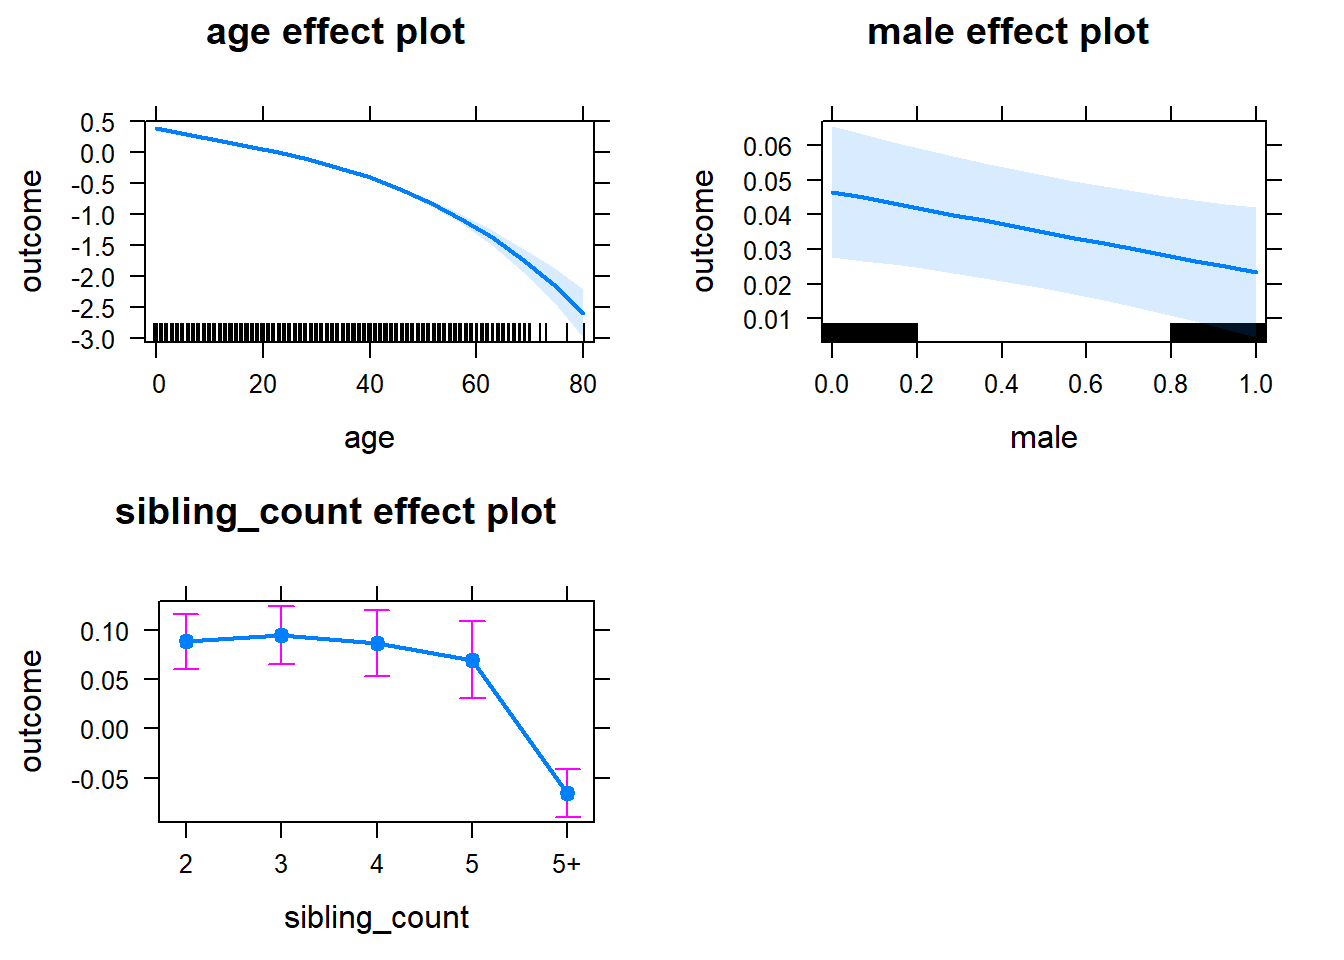 age effect plot
outcome
0.5
0.0
-0.5
-1.0
-1.5
-2.0
-2.5
-3.0
0 20 40 60 80
age
male effect plot
outcome
0.06
0.05
0.04
0.03
0.02
0.01
0.0 0.2 0.4 0.6 0.8 1.0
male
sibling_count effect plot
outcome
0.10
0.05
0.00
-0.05
2 3 4 5 5+
sibling_count